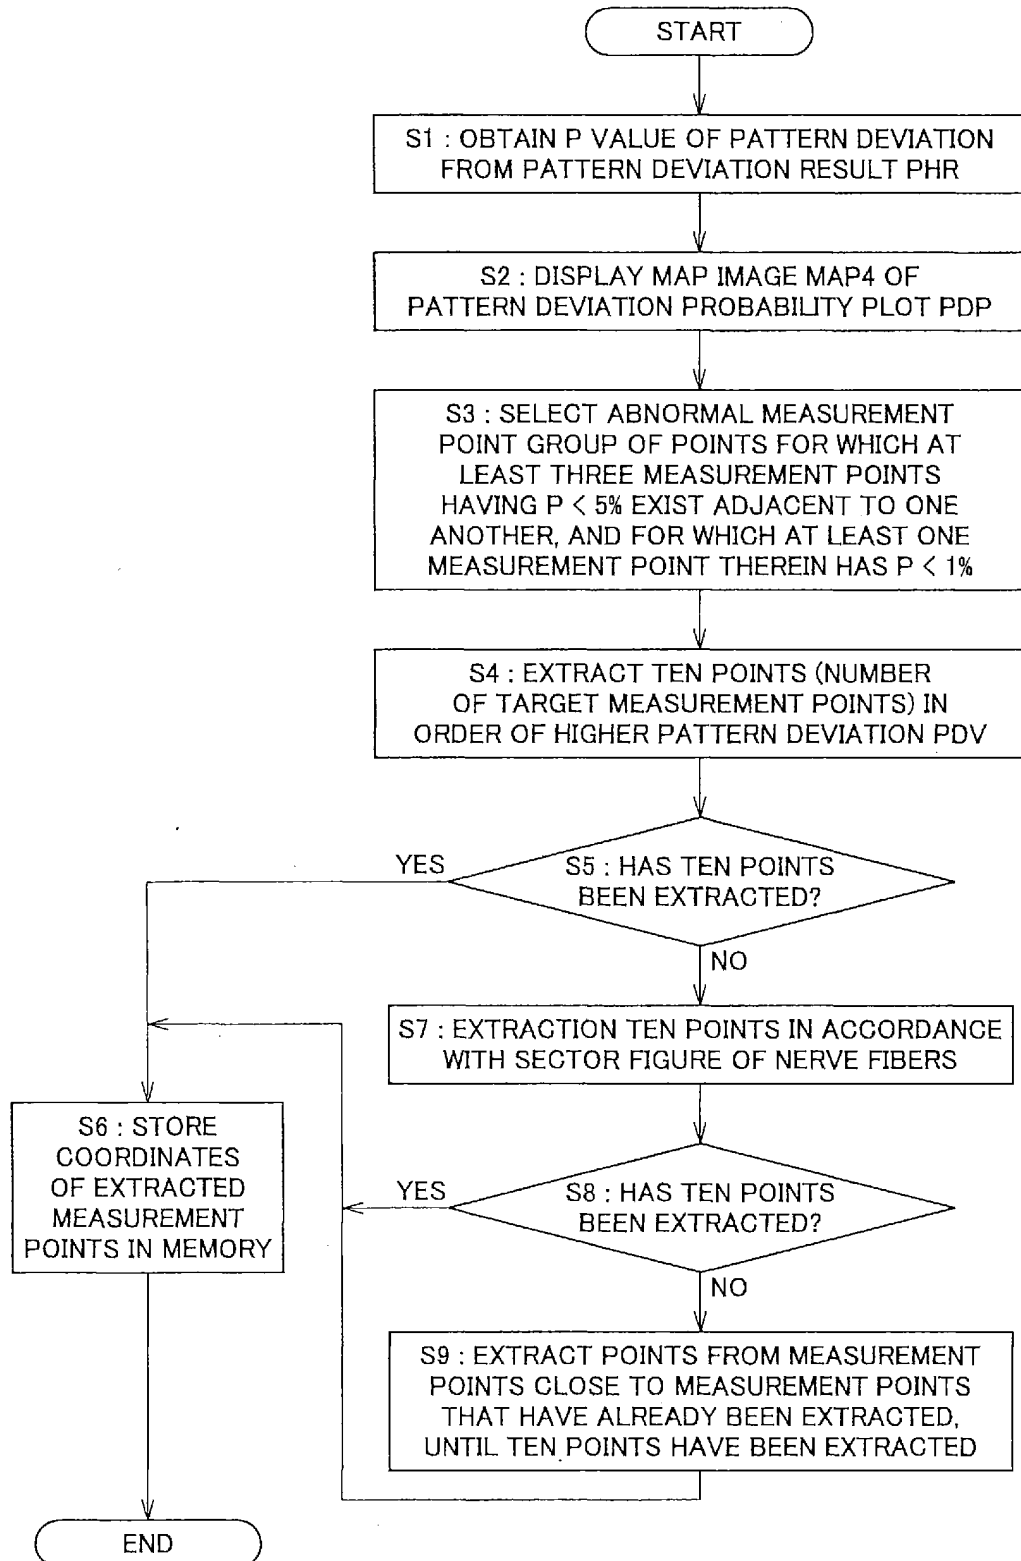 START
S1 : OBTAIN P VALUE OF PATTERN DEVIATION
FROM PATTERN DEVIATION RESULT PHR
S2 : DISPLAY MAP IMAGE MAP4 OF
PATTERN DEVIATION PROBABILITY PLOT PDP
S3 : SELECT ABNORMAL MEASUREMENT
POINT GROUP OF POINTS FOR WHICH AT
LEAST THREE MEASUREMENT POINTS
HAVING P < 5% EXIST ADJACENT TO ONE
ANOTHER, AND FOR WHICH AT LEAST ONE
MEASUREMENT POINT THEREIN HAS P < 1%
S4 : EXTRACT TEN POINTS (NUMBER
OF TARGET MEASUREMENT POINTS) IN
ORDER OF HIGHER PATTERN DEVIATION PDV
YES
S5 : HAS TEN POINTS
BEEN EXTRACTED?
NO
S7 : EXTRACTION TEN POINTS IN ACCORDANCE
WITH SECTOR FIGURE OF NERVE FIBERS
S6 : STORE
COORDINATES
OF EXTRACTED
MEASUREMENT
POINTS IN MEMORY
YES
S8 : HAS TEN POINTS
BEEN EXTRACTED?
NO
S9 : EXTRACT POINTS FROM MEASUREMENT
POINTS CLOSE TO MEASUREMENT POINTS
THAT HAVE ALREADY BEEN EXTRACTED,
UNTIL TEN POINTS HAVE BEEN EXTRACTED
END